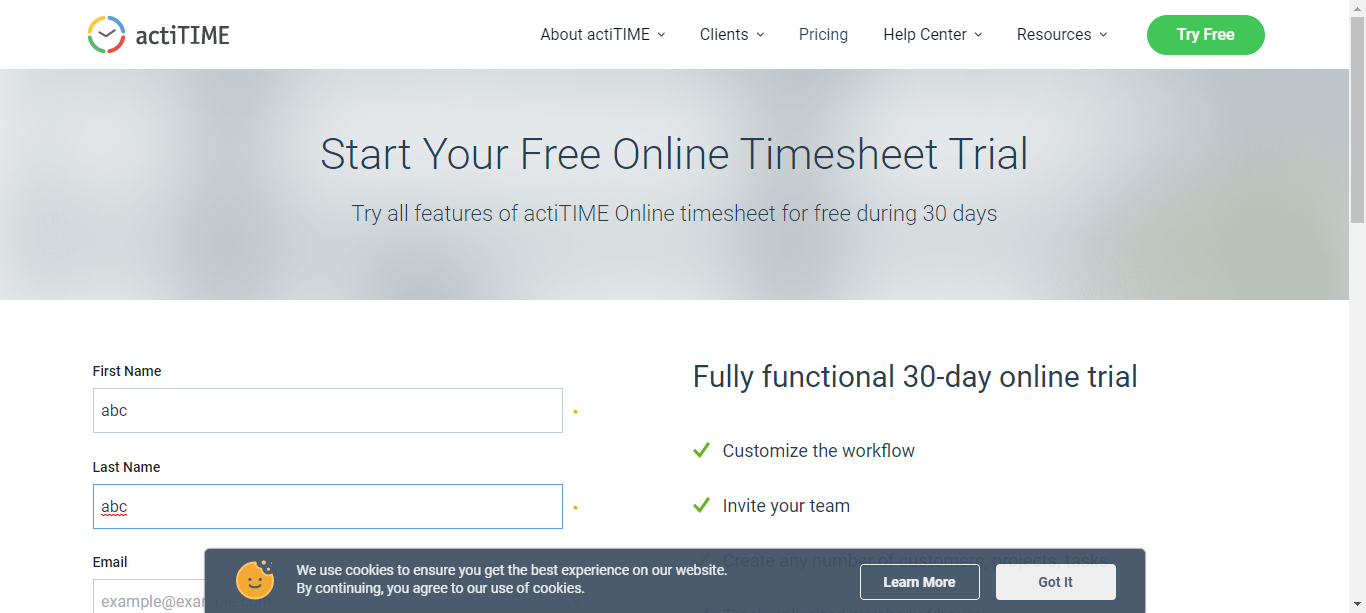 actiTIME
About actiTIME
Clients
Pricing
Help Center
Resources
Try Free
Start Your Free Online Timesheet Trial
Try all features of actiTIME Online timesheet for free during 30 days
First Name
abc
*
Last Name
abc
*
Email
Fully functional 30-day online trial
Customize the workflow
Invite your team
Create any number of customers, projects, tasks
We use cookies to ensure you get the best experience on our website.
By continuing, you agree to our use of cookies.
Learn More
Got It